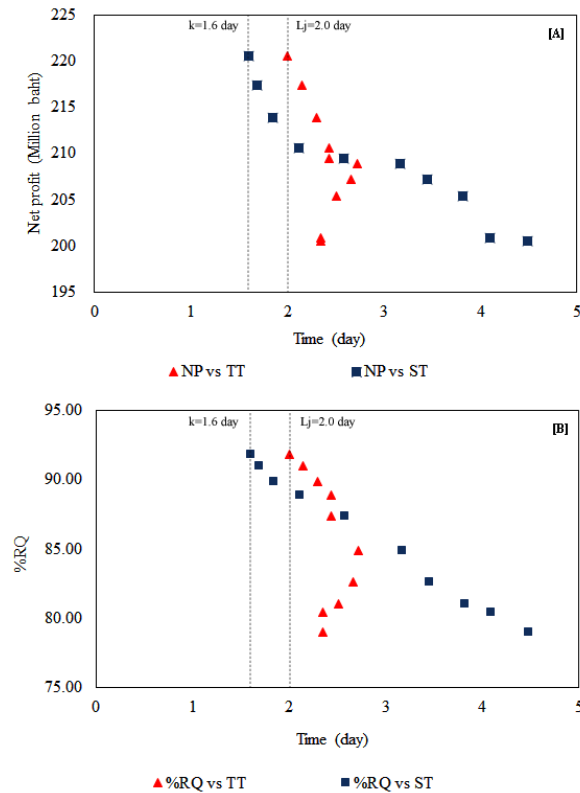 225
220
215
210
205
200
195
Net profit (Million baht)
k=1.6 day
Lj=2.0 day
[A]
0 1 2 3 4 5
Time (day)
NP vs TT NP vs ST
95.00
90.00
85.00
80.00
75.00
%RQ
k=1.6 day
Lj=2.0 day
[B]
0 1 2 3 4 5
Time (day)
%RQ vs TT %RQ vs ST